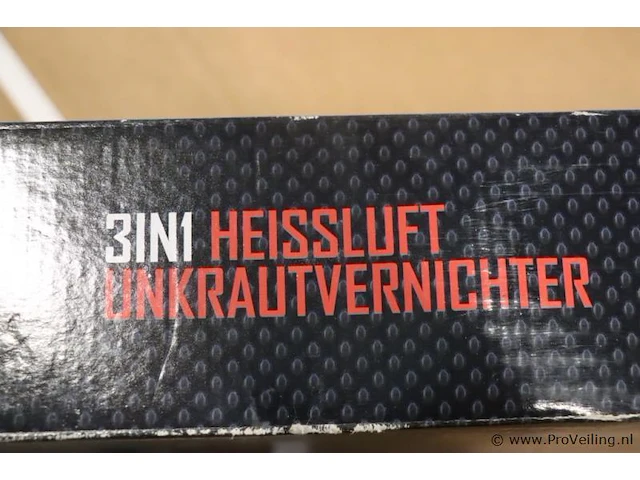 3IN1 HEISSLUFT
UNKRAUTVERNICHTER
© www.ProVeiling.nl